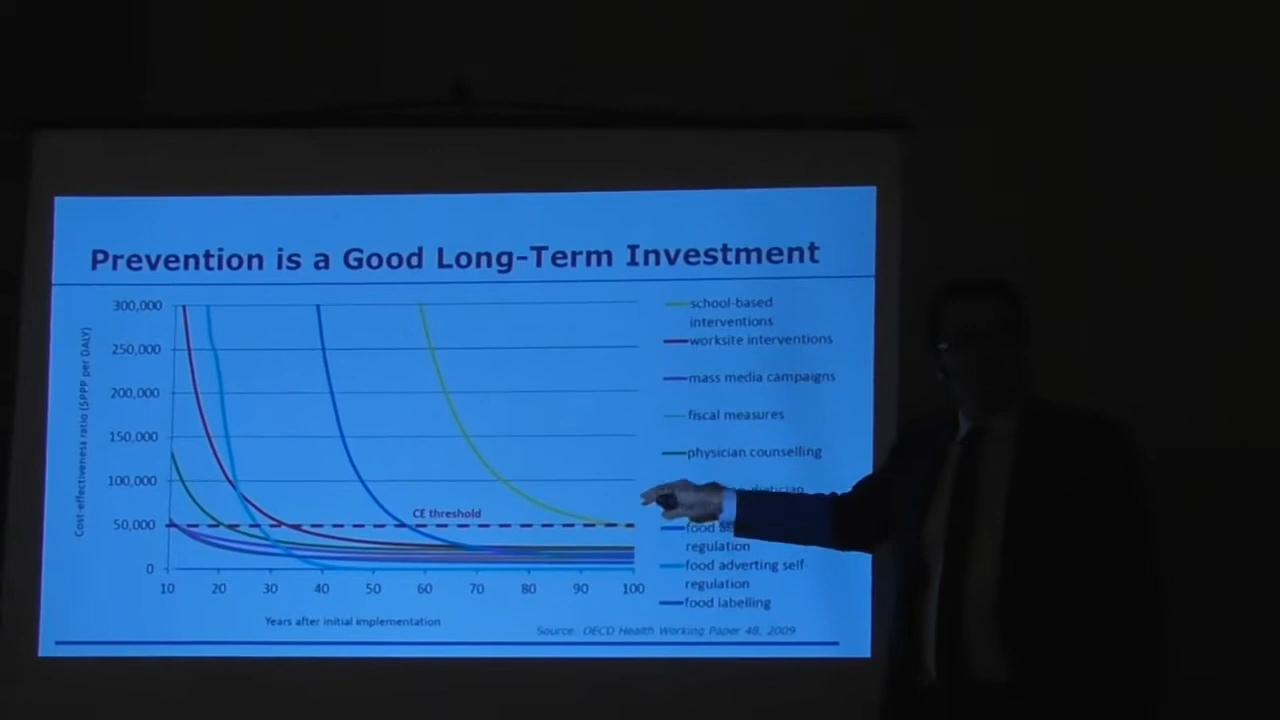 Prevention is a Good Long-Term Investment
Cost-effectiveness ratio ($PPP per DALY)
300,000
250,000
200,000
150,000
100,000
50,000
0
CE threshold
10 20 30 40 50 60 70 80 90 100
Years after initial implementation
school-based
interventions
worksite interventions
mass media campaigns
fiscal measures
physician counselling
dietician
food
regulation
food adverting self-
regulation
food labelling
Source: OECD Health Working Paper 48, 2009